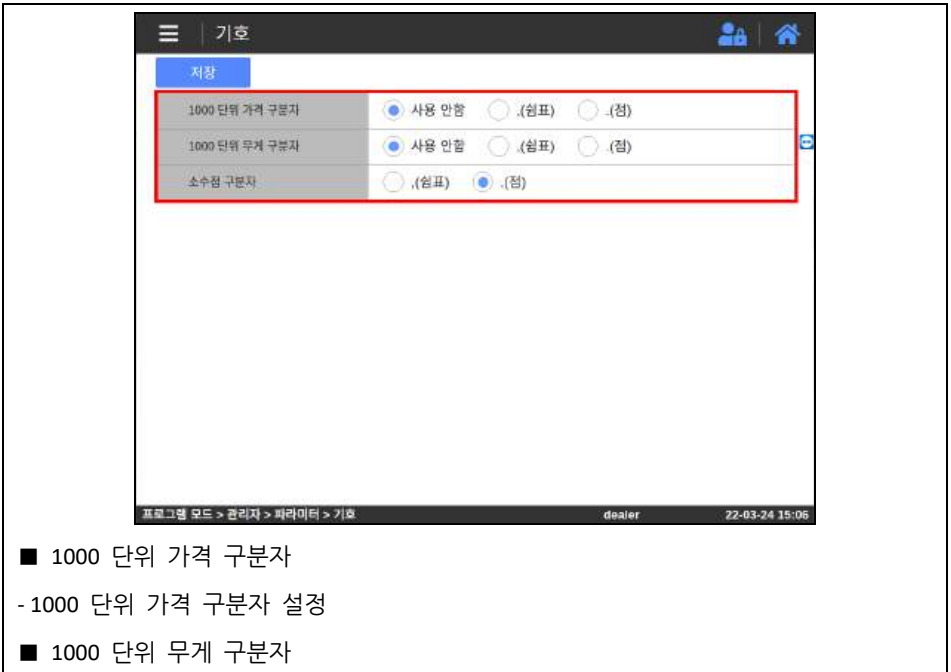 기호
저장
1000 단위 가격 구분자 사용 안함 ,(쉼표) .(점)
1000 단위 무게 구분자 사용 안함 ,(쉼표) .(점)
소수점 구분자 ,(쉼표) .(점)
프로그램 모드 > 관리자 > 파라미터 > 기호 dealer 22-03-24 15:06
■ 1000 단위 가격 구분자
- 1000 단위 가격 구분자 설정
■ 1000 단위 무게 구분자